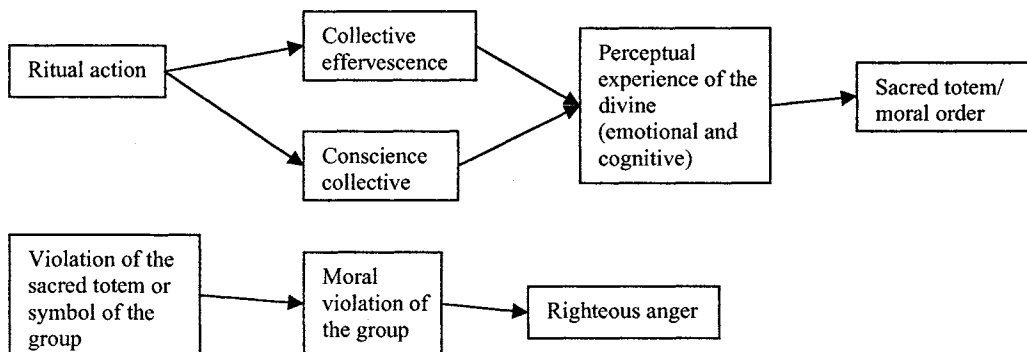 Ritual action
Collective
effervescence
Conscience
collective
Perceptual
experience of the
divine
(emotional and
cognitive)
Sacred totem/
moral order
Violation of the
sacred totem or
symbol of the
group
Moral
violation of
the group
Righteous anger